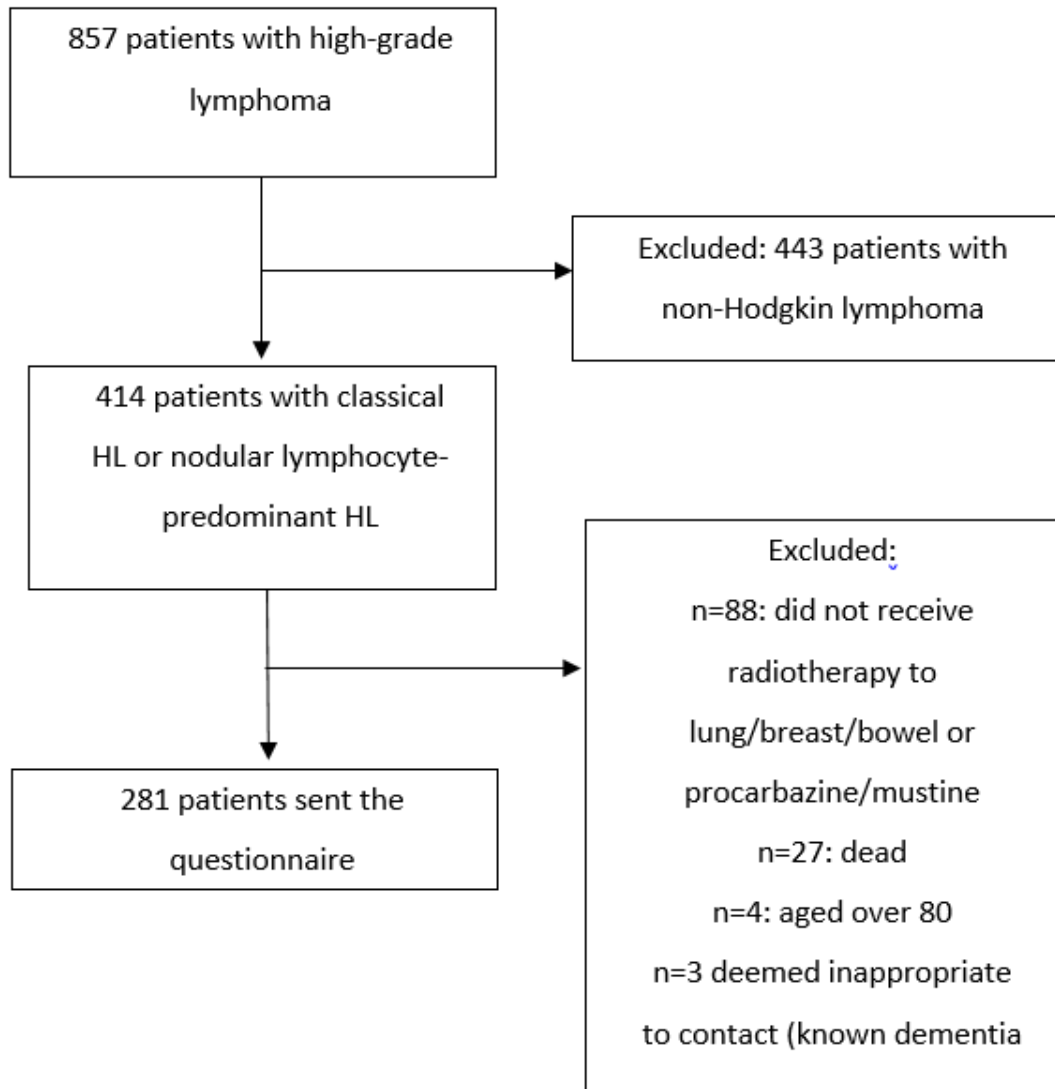 857 patients with high-grade
lymphoma
Excluded: 443 patients with
non-Hodgkin lymphoma
414 patients with classical
HL or nodular lymphocyte-
predominant HL
Excluded:
n=88: did not receive
radiotherapy to
lung/breast/bowel or
procarbazine/mustine
n=27: dead
n=4: aged over 80
n=3 deemed inappropriate
to contact (known dementia
281 patients sent the
questionnaire